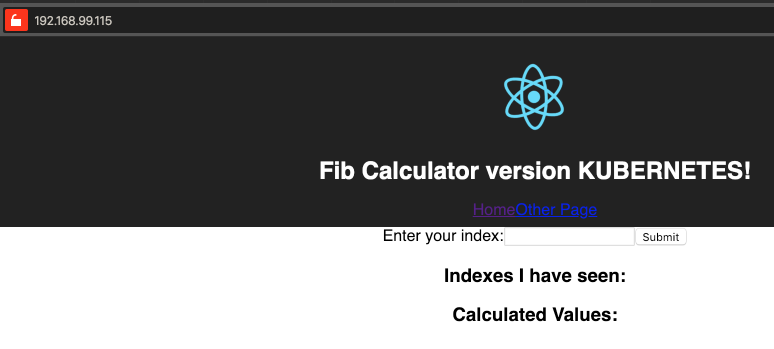 192.168.99.115
Fib Calculator version KUBERNETES!
HomeOther Page
Enter your index: Submit
Indexes I have seen:
Calculated Values: